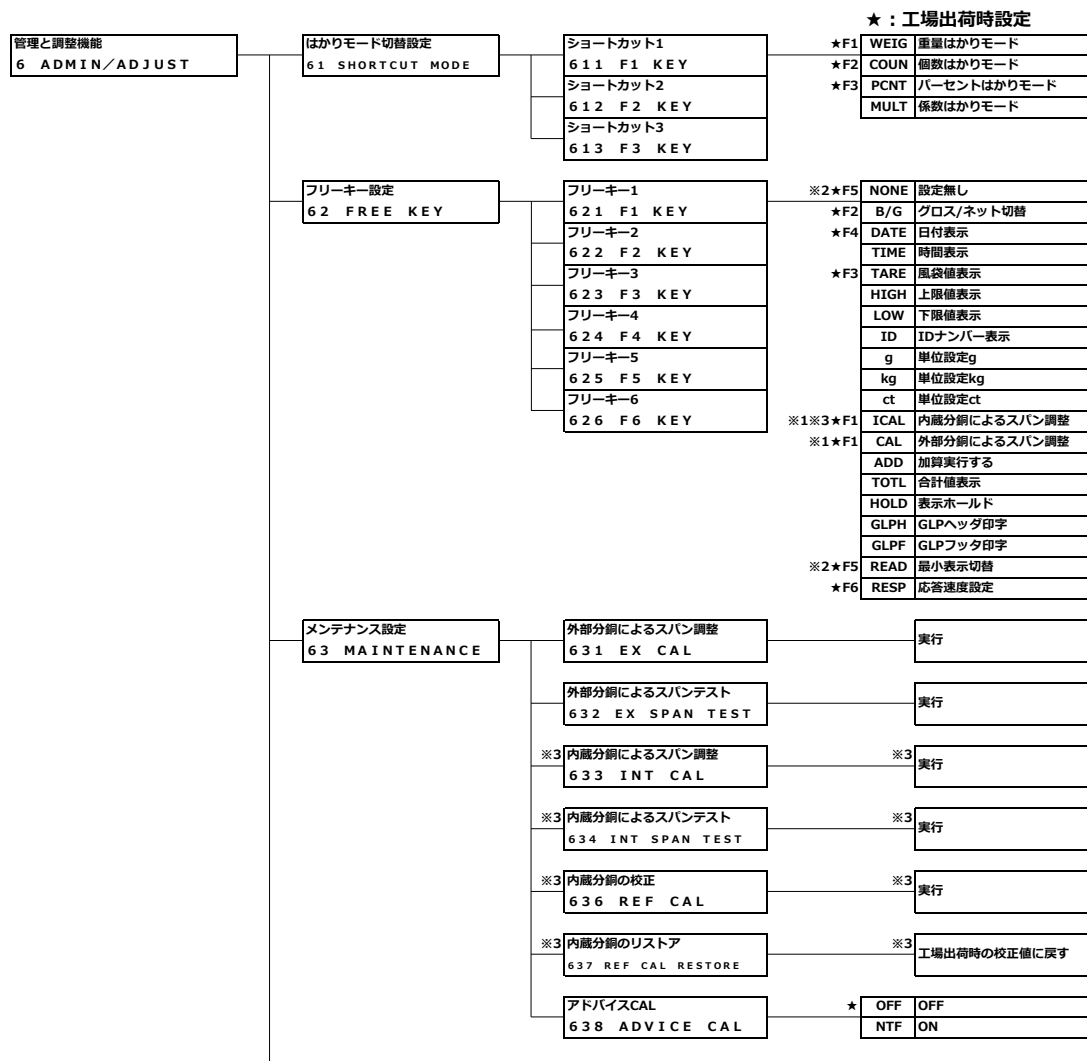 ★：工場出荷時設定
管理と調整機能
6 ADMIN／ADJUST
はかりモード切替設定
61 SHORTCUT MODE
ショートカット1
611 F1 KEY
ショートカット2
612 F2 KEY
ショートカット3
613 F3 KEY
★F1 WEIG 重量はかりモード
★F2 COUN 個数はかりモード
★F3 PCNT パーセントはかりモード
MULT 係数はかりモード
フリーキー設定
62 FREE KEY
フリーキー1
621 F1 KEY
フリーキー2
622 F2 KEY
フリーキー3
623 F3 KEY
フリーキー4
624 F4 KEY
フリーキー5
625 F5 KEY
フリーキー6
626 F6 KEY
※2★F5 NONE 設定無し
★F2 B/G グロス/ネット切替
★F4 DATE 日付表示
TIME 時間表示
★F3 TARE 風袋値表示
HIGH 上限値表示
LOW 下限値表示
ID IDナンバー表示
g 単位設定g
kg 単位設定kg
ct 単位設定ct
※1※3★F1 ICAL 内蔵分銅によるスパン調整
※1★F1 CAL 外部分銅によるスパン調整
ADD 加算実行する
TOTL 合計値表示
HOLD 表示ホールド
GLPH GLPヘッダ印字
GLPF GLPフッタ印字
※2★F5 READ 最小表示切替
★F6 RESP 応答速度設定
メンテナンス設定
63 MAINTENANCE
外部分銅によるスパン調整
631 EX CAL
実行
外部分銅によるスパンテスト
632 EX SPAN TEST
実行
※3 内蔵分銅によるスパン調整
633 INT CAL
※3 実行
※3 内蔵分銅によるスパンテスト
634 INT SPAN TEST
※3 実行
※3 内蔵分銅の校正
636 REF CAL
※3 実行
※3 内蔵分銅のリストア
637 REF CAL RESTORE
※3 工場出荷時の校正値に戻す
アドバイスCAL
638 ADVICE CAL
★ OFF OFF
NTF ON